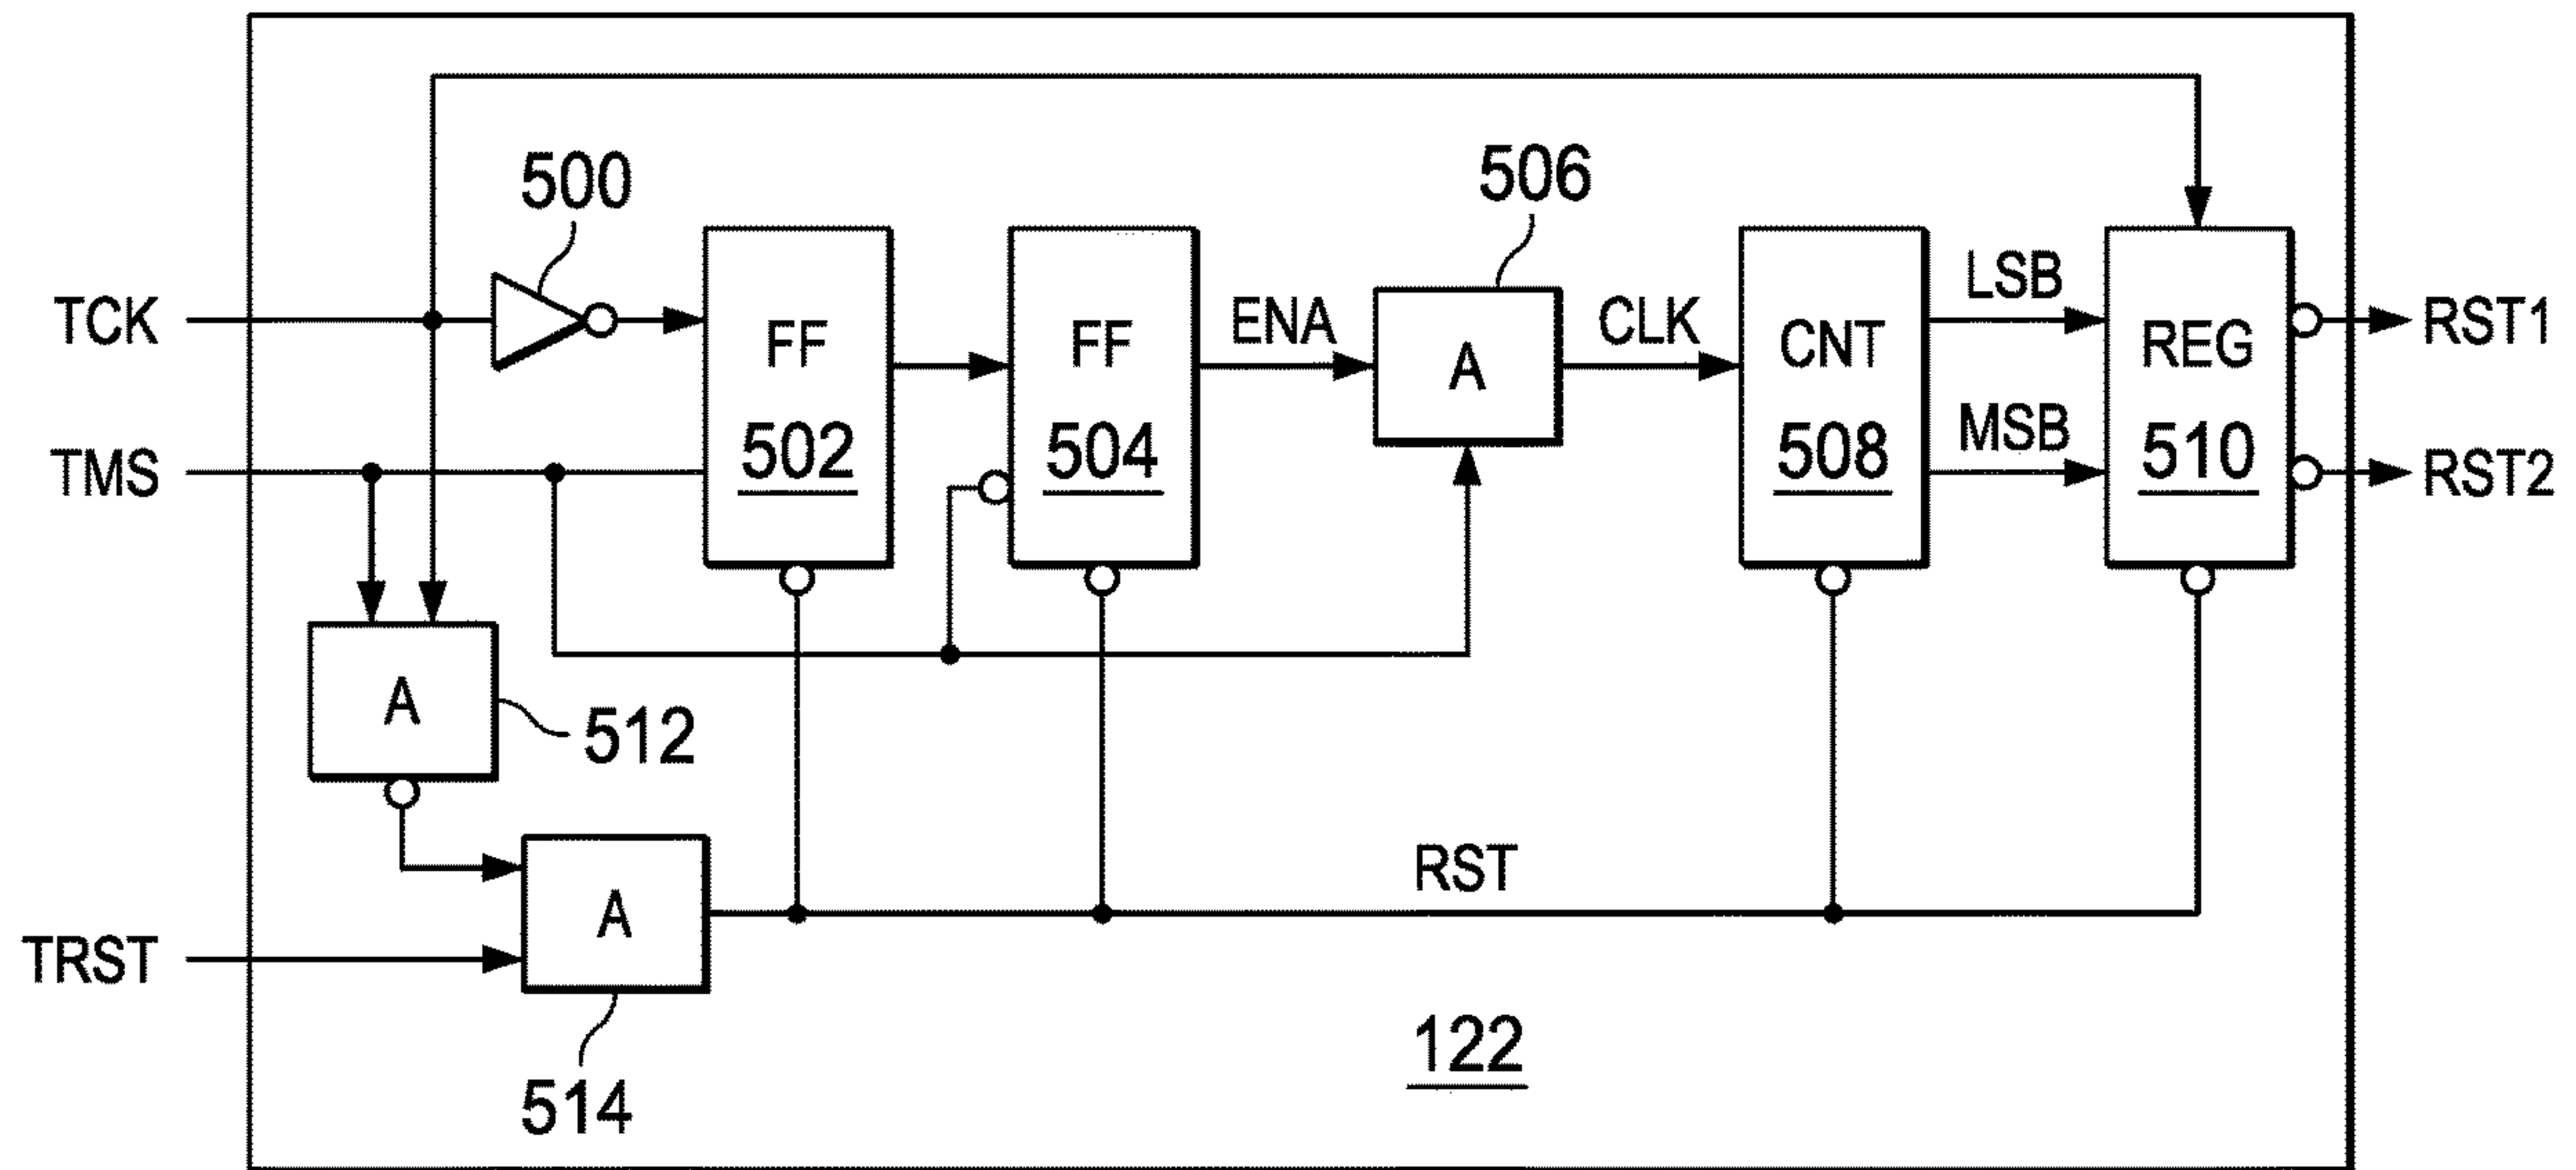 500
506
TCK
TMS
TRST
FF
502
FF
504
ENA
A
CLK
CNT
508
LSB
MSB
REG
510
RST1
RST2
A
512
A
514
RST
122